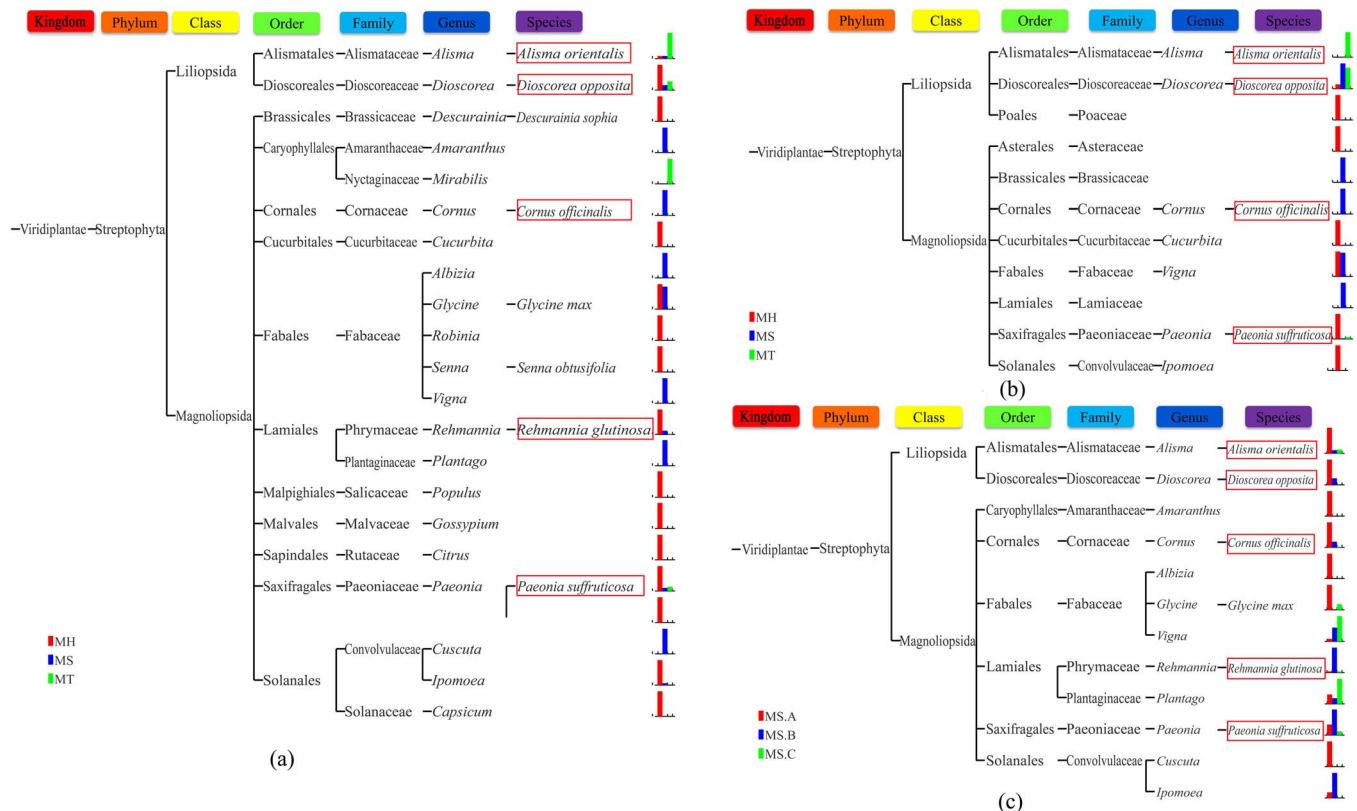 Kingdom Phylum Class Order Family Genus Species
Alismatales Alismataceae Alisma Alisma orientalis
Liliopsida
Dioscoreales Dioscoreaceae Dioscorea Dioscorea opposita
Brassicales Brassicaceae Descurainia Descurainia sophia
Caryophyllales Amaranthaceae Amaranthus
Nyctaginaceae Mirabilis
Cornales Cornaceae Cornus Cornus officinalis
Viridiplantae Streptophyta
Cucurbitales Cucurbitaceae Cucurbita
Albizia
Glycine Glycine max
Fabales Fabaceae Robinia
Senna Senna obtusifolia
Vigna
Magnoliopsida
Lamiales Phrymaceae Rehmannia Rehmannia glutinosa
Plantaginaceae Plantago
Malpighiales Salicaceae Populus
Malvales Malvaceae Gossypium
Sapindales Rutaceae Citrus
Saxifragales Paeoniaceae Paeonia Paeonia suffruticosa
Convolvulaceae Cuscuta
Solanales Ipomoea
Solanaceae Capsicum
MH
MS
MT
(a)
Kingdom Phylum Class Order Family Genus Species
Alismatales Alismataceae Alisma Alisma orientalis
Liliopsida Dioscoreales Dioscoreaceae Dioscorea Dioscorea opposita
Poales Poaceae
Viridiplantae Streptophyta
Asterales Asteraceae
Brassicales Brassicaceae
Cornales Cornaceae Cornus Cornus officinalis
Magnoliopsida Cucurbitales Cucurbitaceae Cucurbita
Fabales Fabaceae Vigna
Lamiales Lamiaceae
Saxifragales Paeoniaceae Paeonia Paeonia suffruticosa
Solanales Convolvulaceae Ipomoea
MH
MS
MT
(b)
Kingdom Phylum Class Order Family Genus Species
Alismatales Alismataceae Alisma Alisma orientalis
Liliopsida
Dioscoreales Dioscoreaceae Dioscorea Dioscorea opposita
Caryophyllales Amaranthaceae Amaranthus
Cornales Cornaceae Cornus Cornus officinalis
Viridiplantae Streptophyta
Albizia
Fabales Fabaceae Glycine Glycine max
Vigna
Magnoliopsida
Lamiales Phrymaceae Rehmannia Rehmannia glutinosa
Plantaginaceae Plantago
Saxifragales Paeoniaceae Paeonia Paeonia suffruticosa
Solanales Convolvulaceae Cuscuta
Ipomoea
MS.A
MS.B
MS.C
(c)